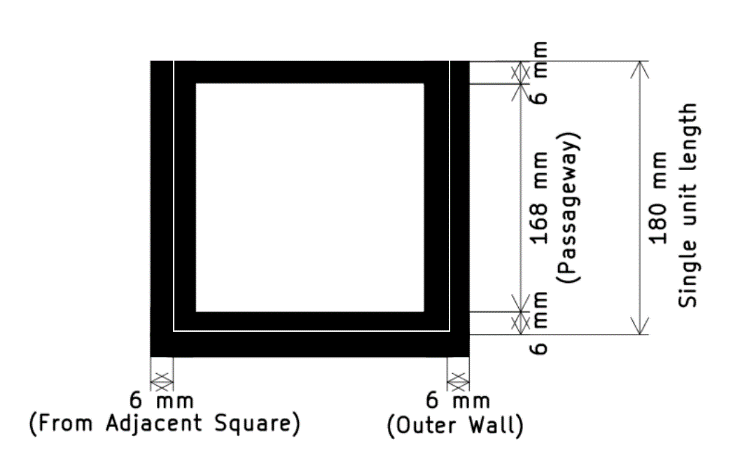 6 mm
168 mm
(Passageway)
6 mm
180 mm
Single unit length
6 mm
(From Adjacent Square)
6 mm
(Outer Wall)